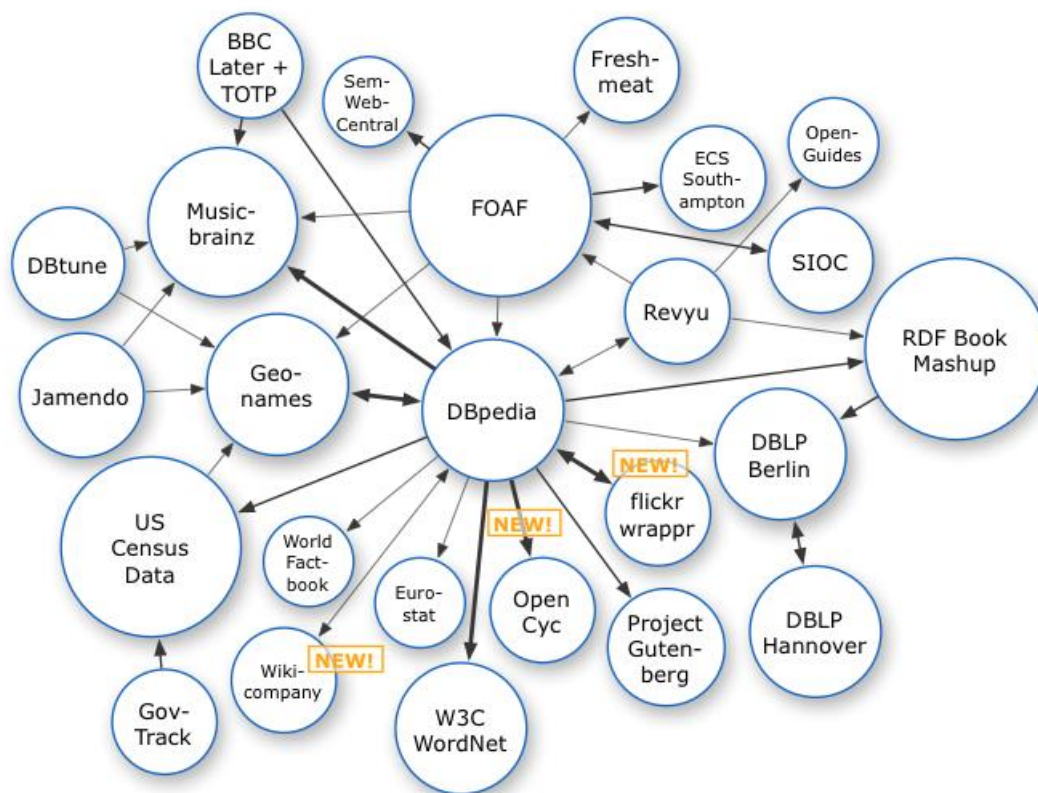 BBC
Later +
TOTP
Sem-
Web-
Central
Fresh-
meat
Open-
Guides
ECS
South-
ampton
FOAF
Music-
brainz
DBtune
SIOC
Revyu
RDF Book
Mashup
Jamendo
Geo-
names
DBpedia
DBLP
Berlin
NEW!
flickr
wrappr
US
Census
Data
World
Fact-
book
NEW!
Euro-
stat
Open
Cyc
Project
Guten-
berg
DBLP
Hannover
Wiki-
company
NEW!
Gov-
Track
W3C
WordNet